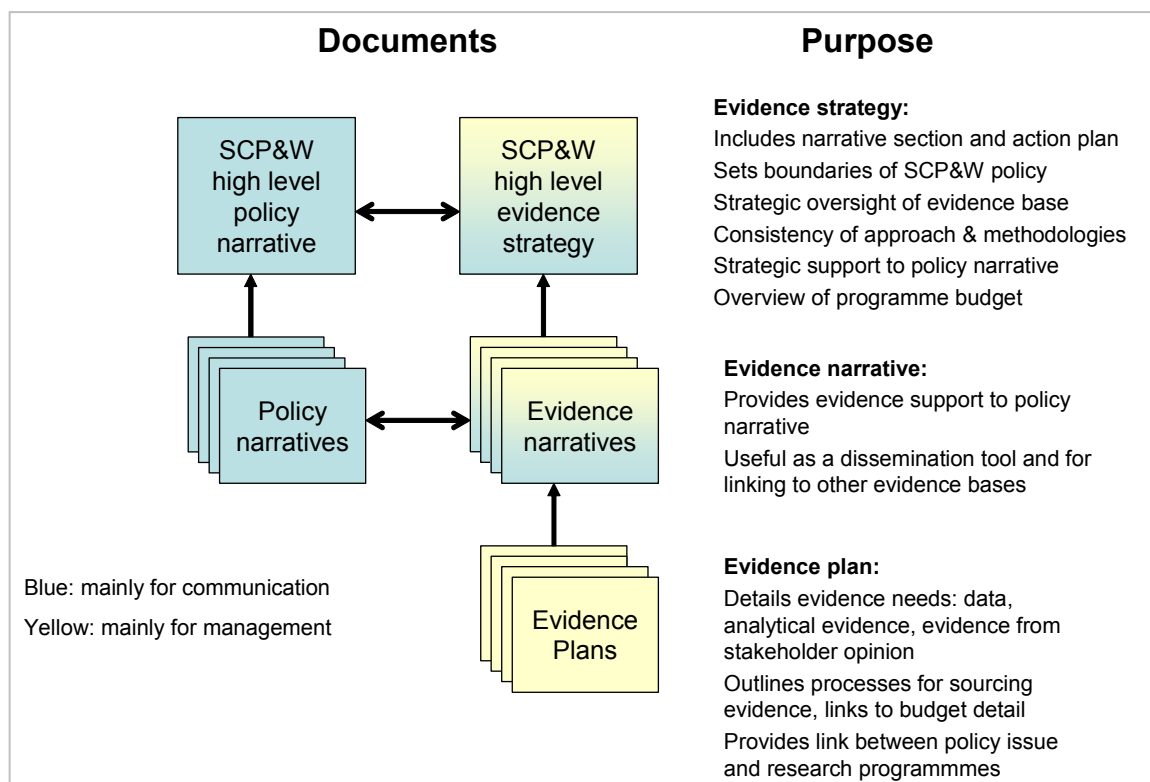 Documents
Purpose
SCP&W
high level
policy
narrative
SCP&W
high level
evidence
strategy
Policy
narratives
Evidence
narratives
Evidence
Plans
Blue: mainly for communication
Yellow: mainly for management
Evidence strategy:
Includes narrative section and action plan
Sets boundaries of SCP&W policy
Strategic oversight of evidence base
Consistency of approach & methodologies
Strategic support to policy narrative
Overview of programme budget
Evidence narrative:
Provides evidence support to policy
narrative
Useful as a dissemination tool and for
linking to other evidence bases
Evidence plan:
Details evidence needs: data,
analytical evidence, evidence from
stakeholder opinion
Outlines processes for sourcing
evidence, links to budget detail
Provides link between policy issue
and research programmmes